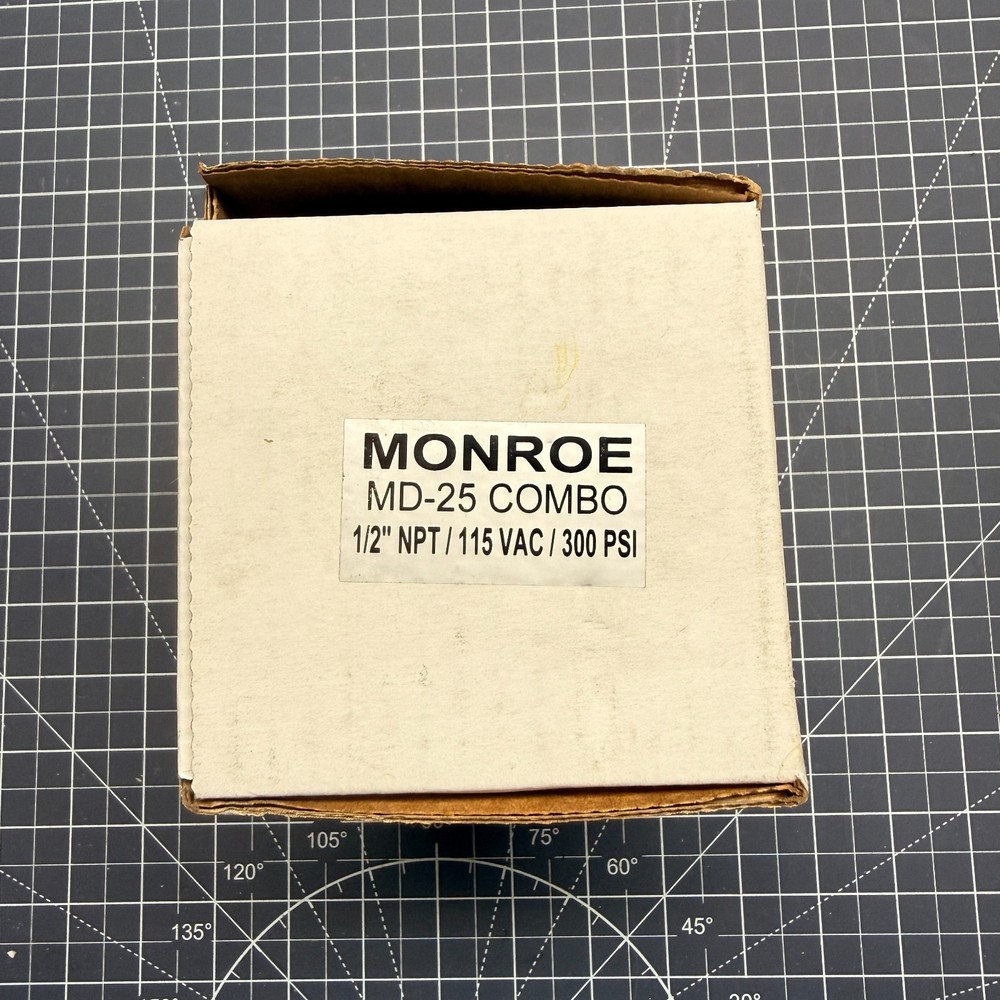 MONROE
MD-25 COMBO
1/2" NPT / 115 VAC / 300 PSI
105°
75°
120°
60°
135°
45°